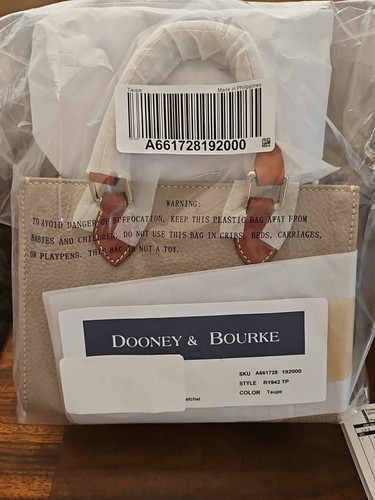 Taupe Made in Philippines
A661728192000
WARNING:
TO AVOID DANGER OF SUFFOCATION, KEEP THIS PLASTIC BAG AWAY FROM
BABIES AND CHILDREN. DO NOT USE THIS BAG IN CRIBS, BEDS, CARRIAGES,
OR PLAYPENS. THIS BAG IS NOT A TOY.
DOONEY & BOURKE
SKU A661728 192000
STYLE R1942 TP
COLOR Taupe